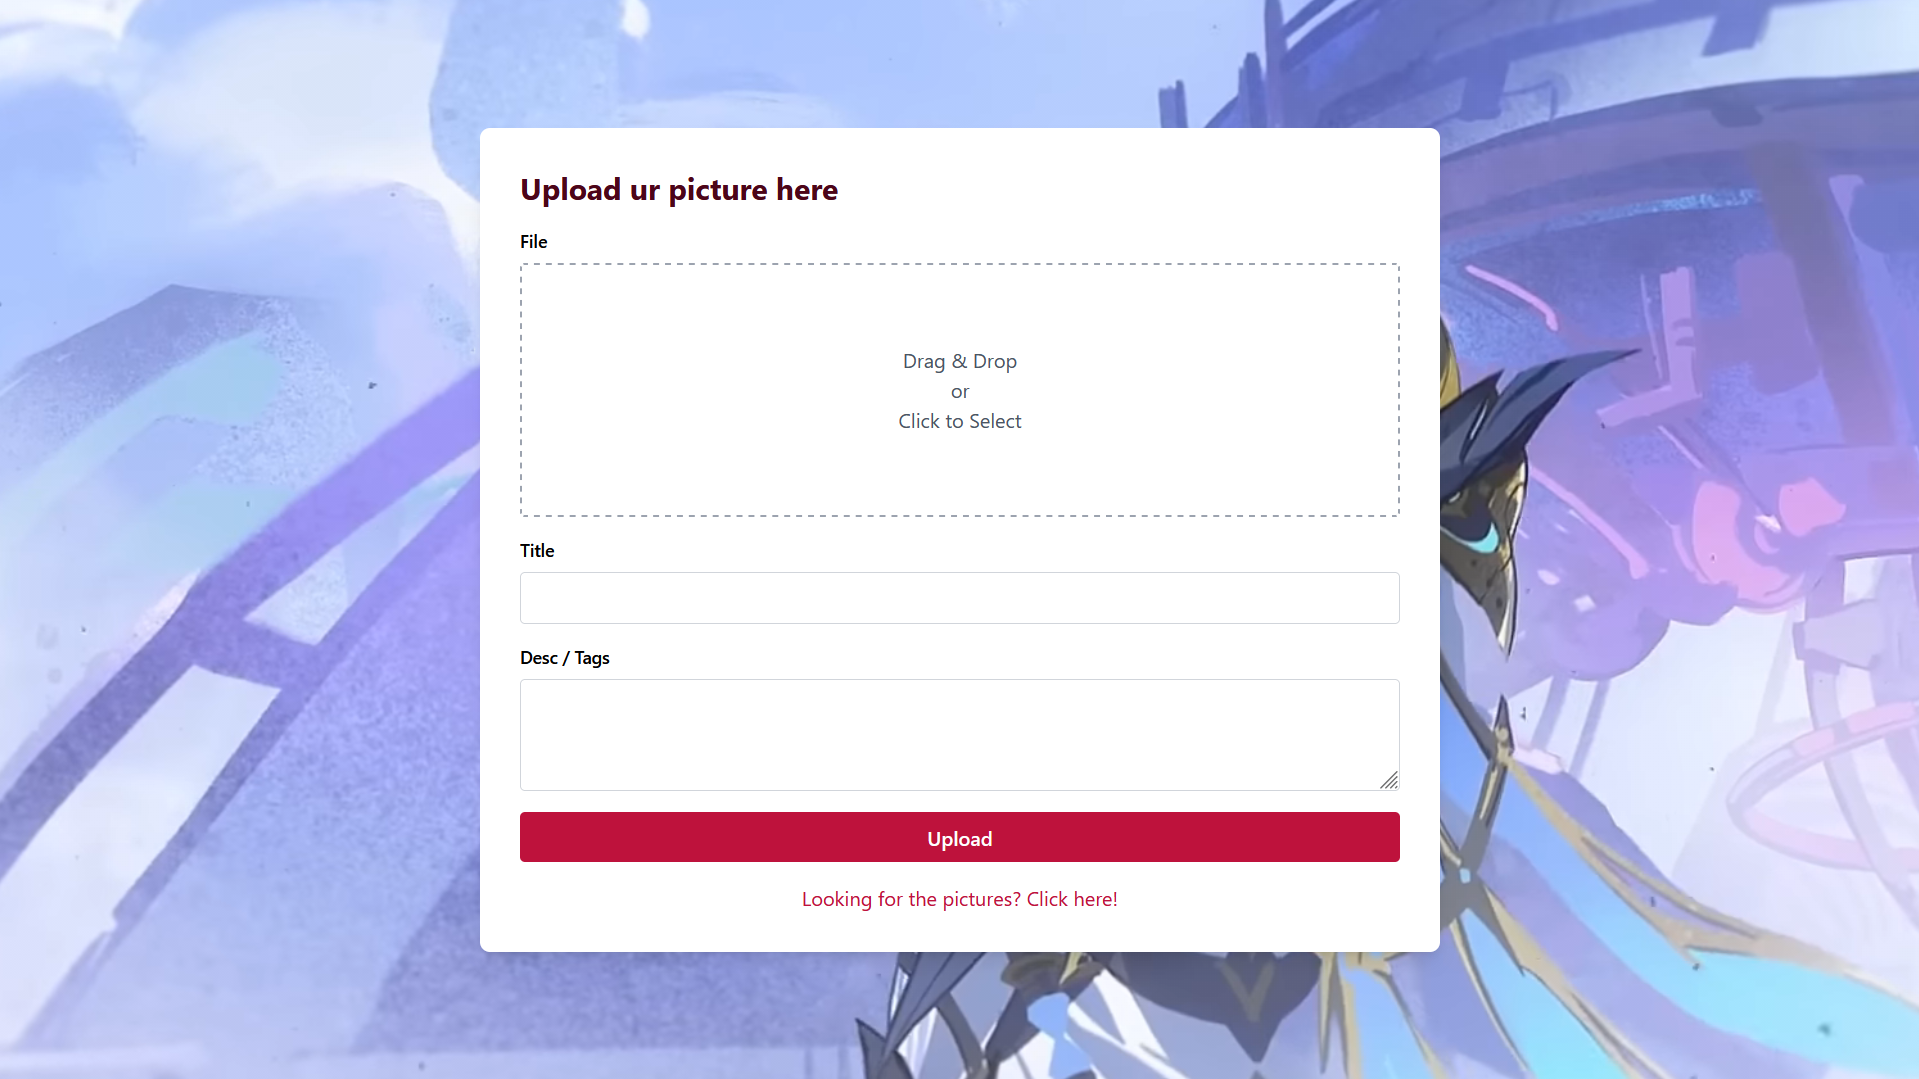 Upload ur picture here
File
Drag & Drop
or
Click to Select
Title
Desc / Tags
Upload
Looking for the pictures? Click here!